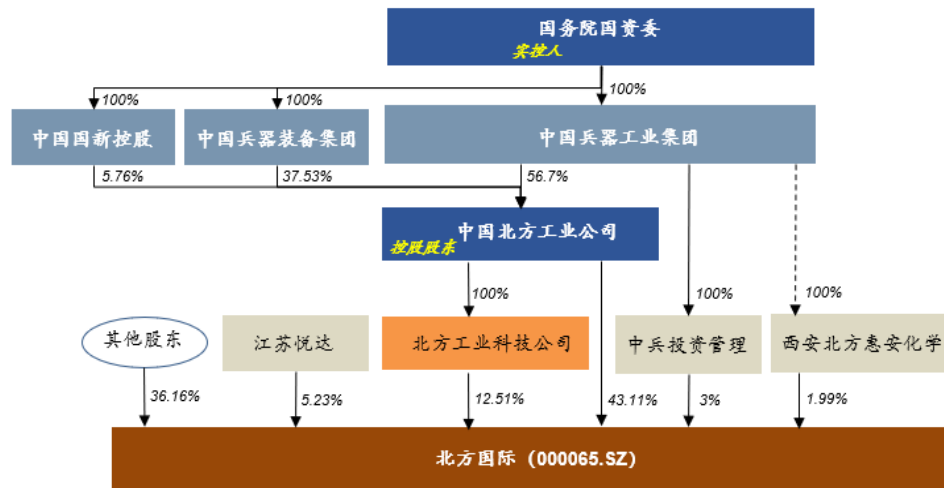 国务院国资委
实控人
100%
100%
100%
中国国新控股
中国兵器装备集团
中国兵器工业集团
5.76%
37.53%
56.7%
中国北方工业公司
控股股东
100%
100%
100%
其他股东
江苏悦达
北方工业科技公司
中兵投资管理
西安北方惠安化学
36.16%
5.23%
12.51%
43.11%
3%
1.99%
北方国际（000065.SZ）